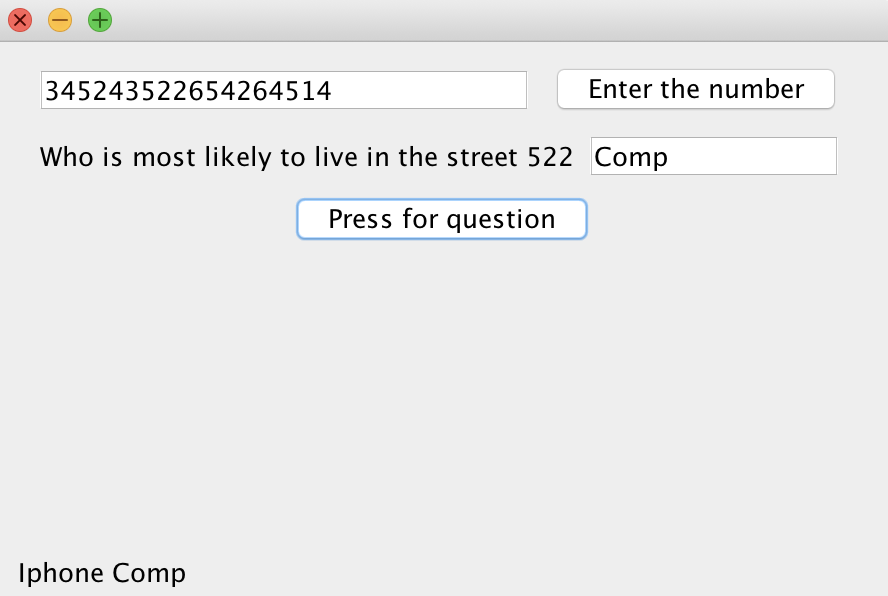 345243522654264514 Enter the number
Who is most likely to live in the street 522 Comp
Press for question
Iphone Comp